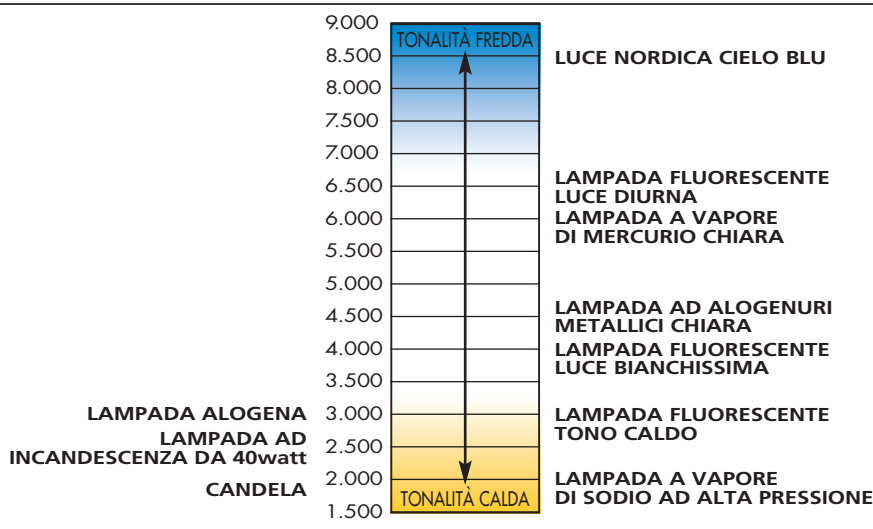 9.000
TONALITÀ FREDDA
8.500
LUCE NORDICA CIELO BLU
8.000
7.500
7.000
6.500
LAMPADA FLUORESCENTE
LUCE DIURNA
6.000
LAMPADA A VAPORE
DI MERCURIO CHIARA
5.500
5.000
4.500
LAMPADA AD ALOGENURI
METALLICI CHIARA
4.000
LAMPADA FLUORESCENTE
LUCE BIANCHISSIMA
3.500
LAMPADA ALOGENA
3.000
LAMPADA FLUORESCENTE
TONO CALDO
LAMPADA AD
INCANDESCENZA DA 40watt
2.500
2.000
CANDELA
LAMPADA A VAPORE
DI SODIO AD ALTA PRESSIONE
TONALITÀ CALDA
1.500